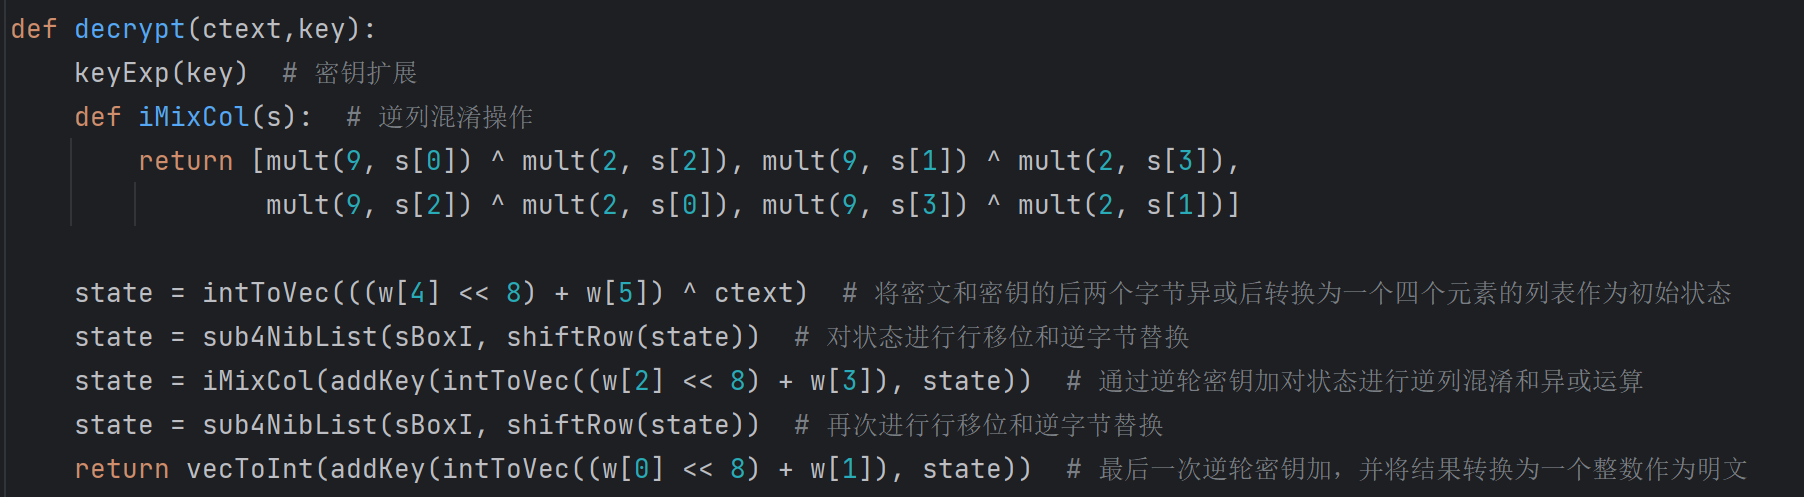 def decrypt(ctext,key):
    keyExp(key)  # 密钥扩展
    def iMixCol(s):  # 逆列混淆操作
        return [mult(9, s[0]) ^ mult(2, s[2]), mult(9, s[1]) ^ mult(2, s[3]),
                mult(9, s[2]) ^ mult(2, s[0]), mult(9, s[3]) ^ mult(2, s[1])]
    state = intToVec(((w[4] << 8) + w[5]) ^ ctext)  # 将密文和密钥的后两个字节异或后转换为一个四个元素的列表作为初始状态
    state = sub4NibList(sBoxI, shiftRow(state))  # 对状态进行行移位和逆字节替换
    state = iMixCol(addKey(intToVec((w[2] << 8) + w[3]), state))  # 通过逆轮密钥加对状态进行逆列混淆和异或运算
    state = sub4NibList(sBoxI, shiftRow(state))  # 再次进行行移位和逆字节替换
    return vecToInt(addKey(intToVec((w[0] << 8) + w[1]), state))  # 最后一次逆轮密钥加，并将结果转换为一个整数作为明文